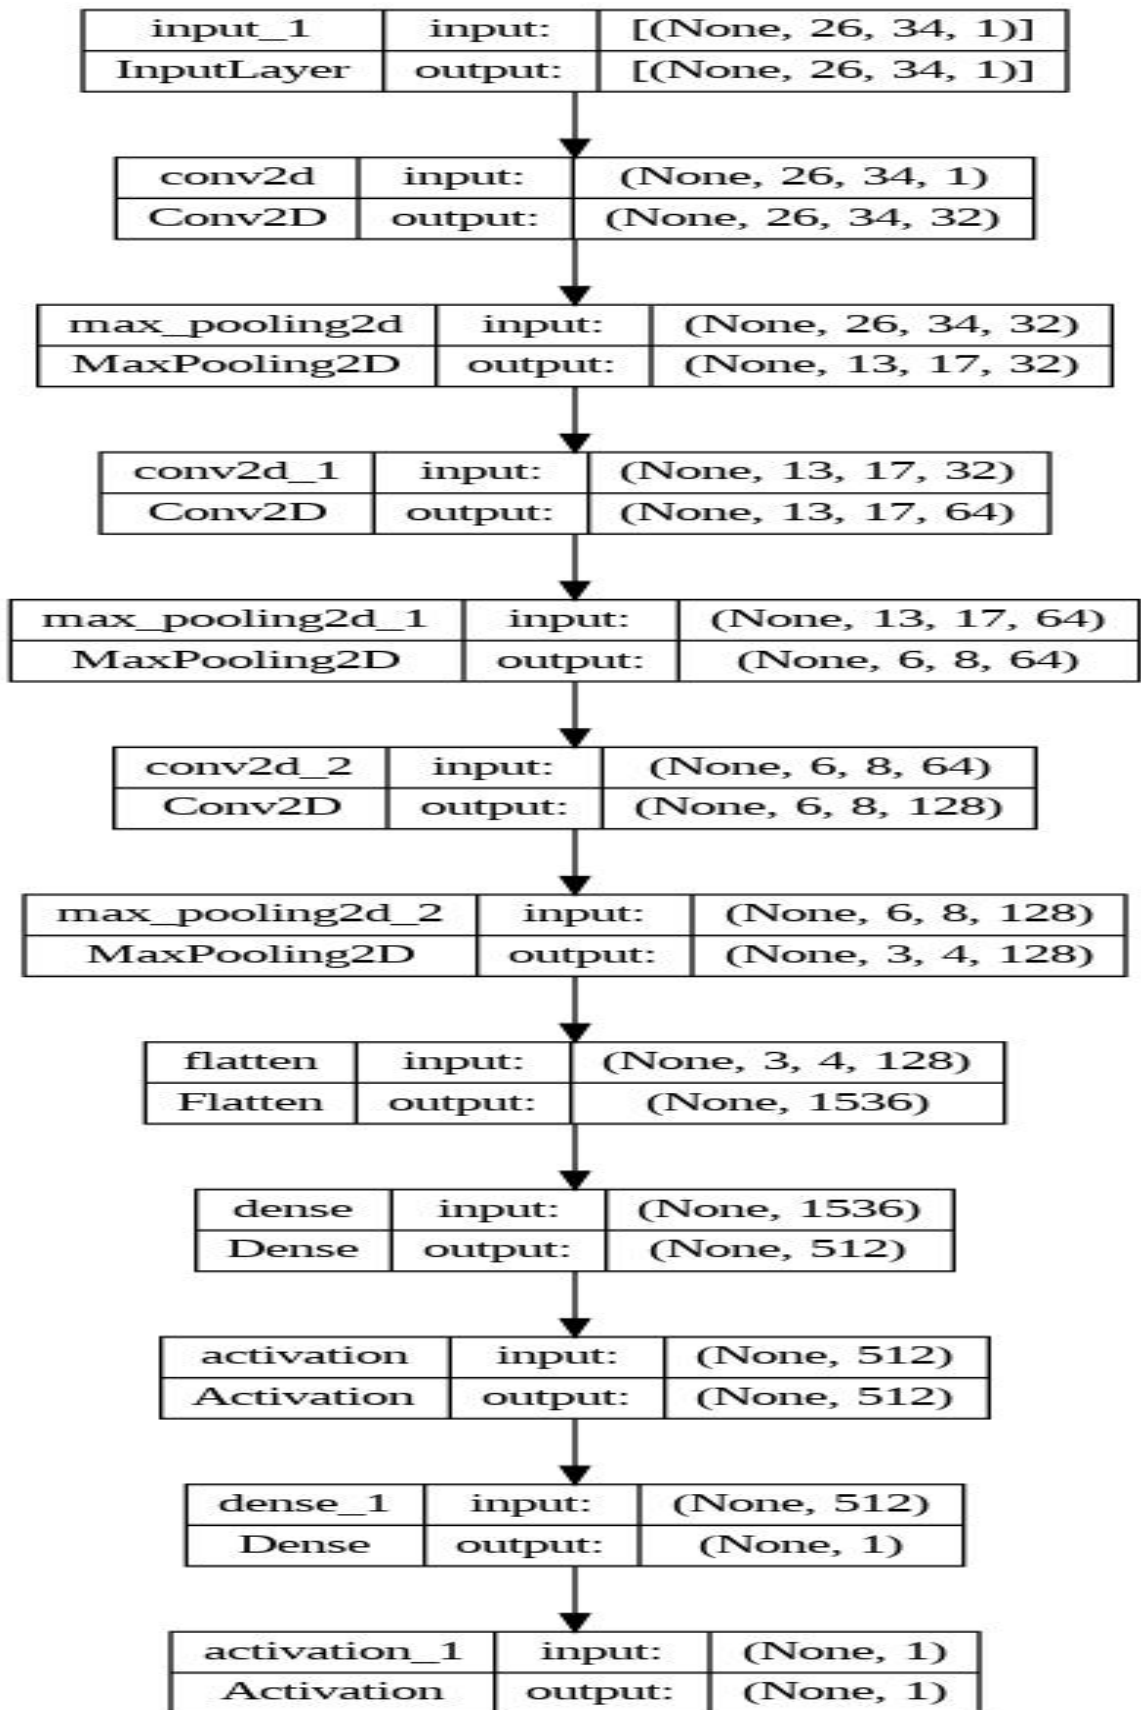 input_1 input: [(None, 26, 34, 1)]
InputLayer output: [(None, 26, 34, 1)]
conv2d input: (None, 26, 34, 1)
Conv2D output: (None, 26, 34, 32)
max_pooling2d input: (None, 26, 34, 32)
MaxPooling2D output: (None, 13, 17, 32)
conv2d_1 input: (None, 13, 17, 32)
Conv2D output: (None, 13, 17, 64)
max_pooling2d_1 input: (None, 13, 17, 64)
MaxPooling2D output: (None, 6, 8, 64)
conv2d_2 input: (None, 6, 8, 64)
Conv2D output: (None, 6, 8, 128)
max_pooling2d_2 input: (None, 6, 8, 128)
MaxPooling2D output: (None, 3, 4, 128)
flatten input: (None, 3, 4, 128)
Flatten output: (None, 1536)
dense input: (None, 1536)
Dense output: (None, 512)
activation input: (None, 512)
Activation output: (None, 512)
dense_1 input: (None, 512)
Dense output: (None, 1)
activation_1 input: (None, 1)
Activation output: (None, 1)